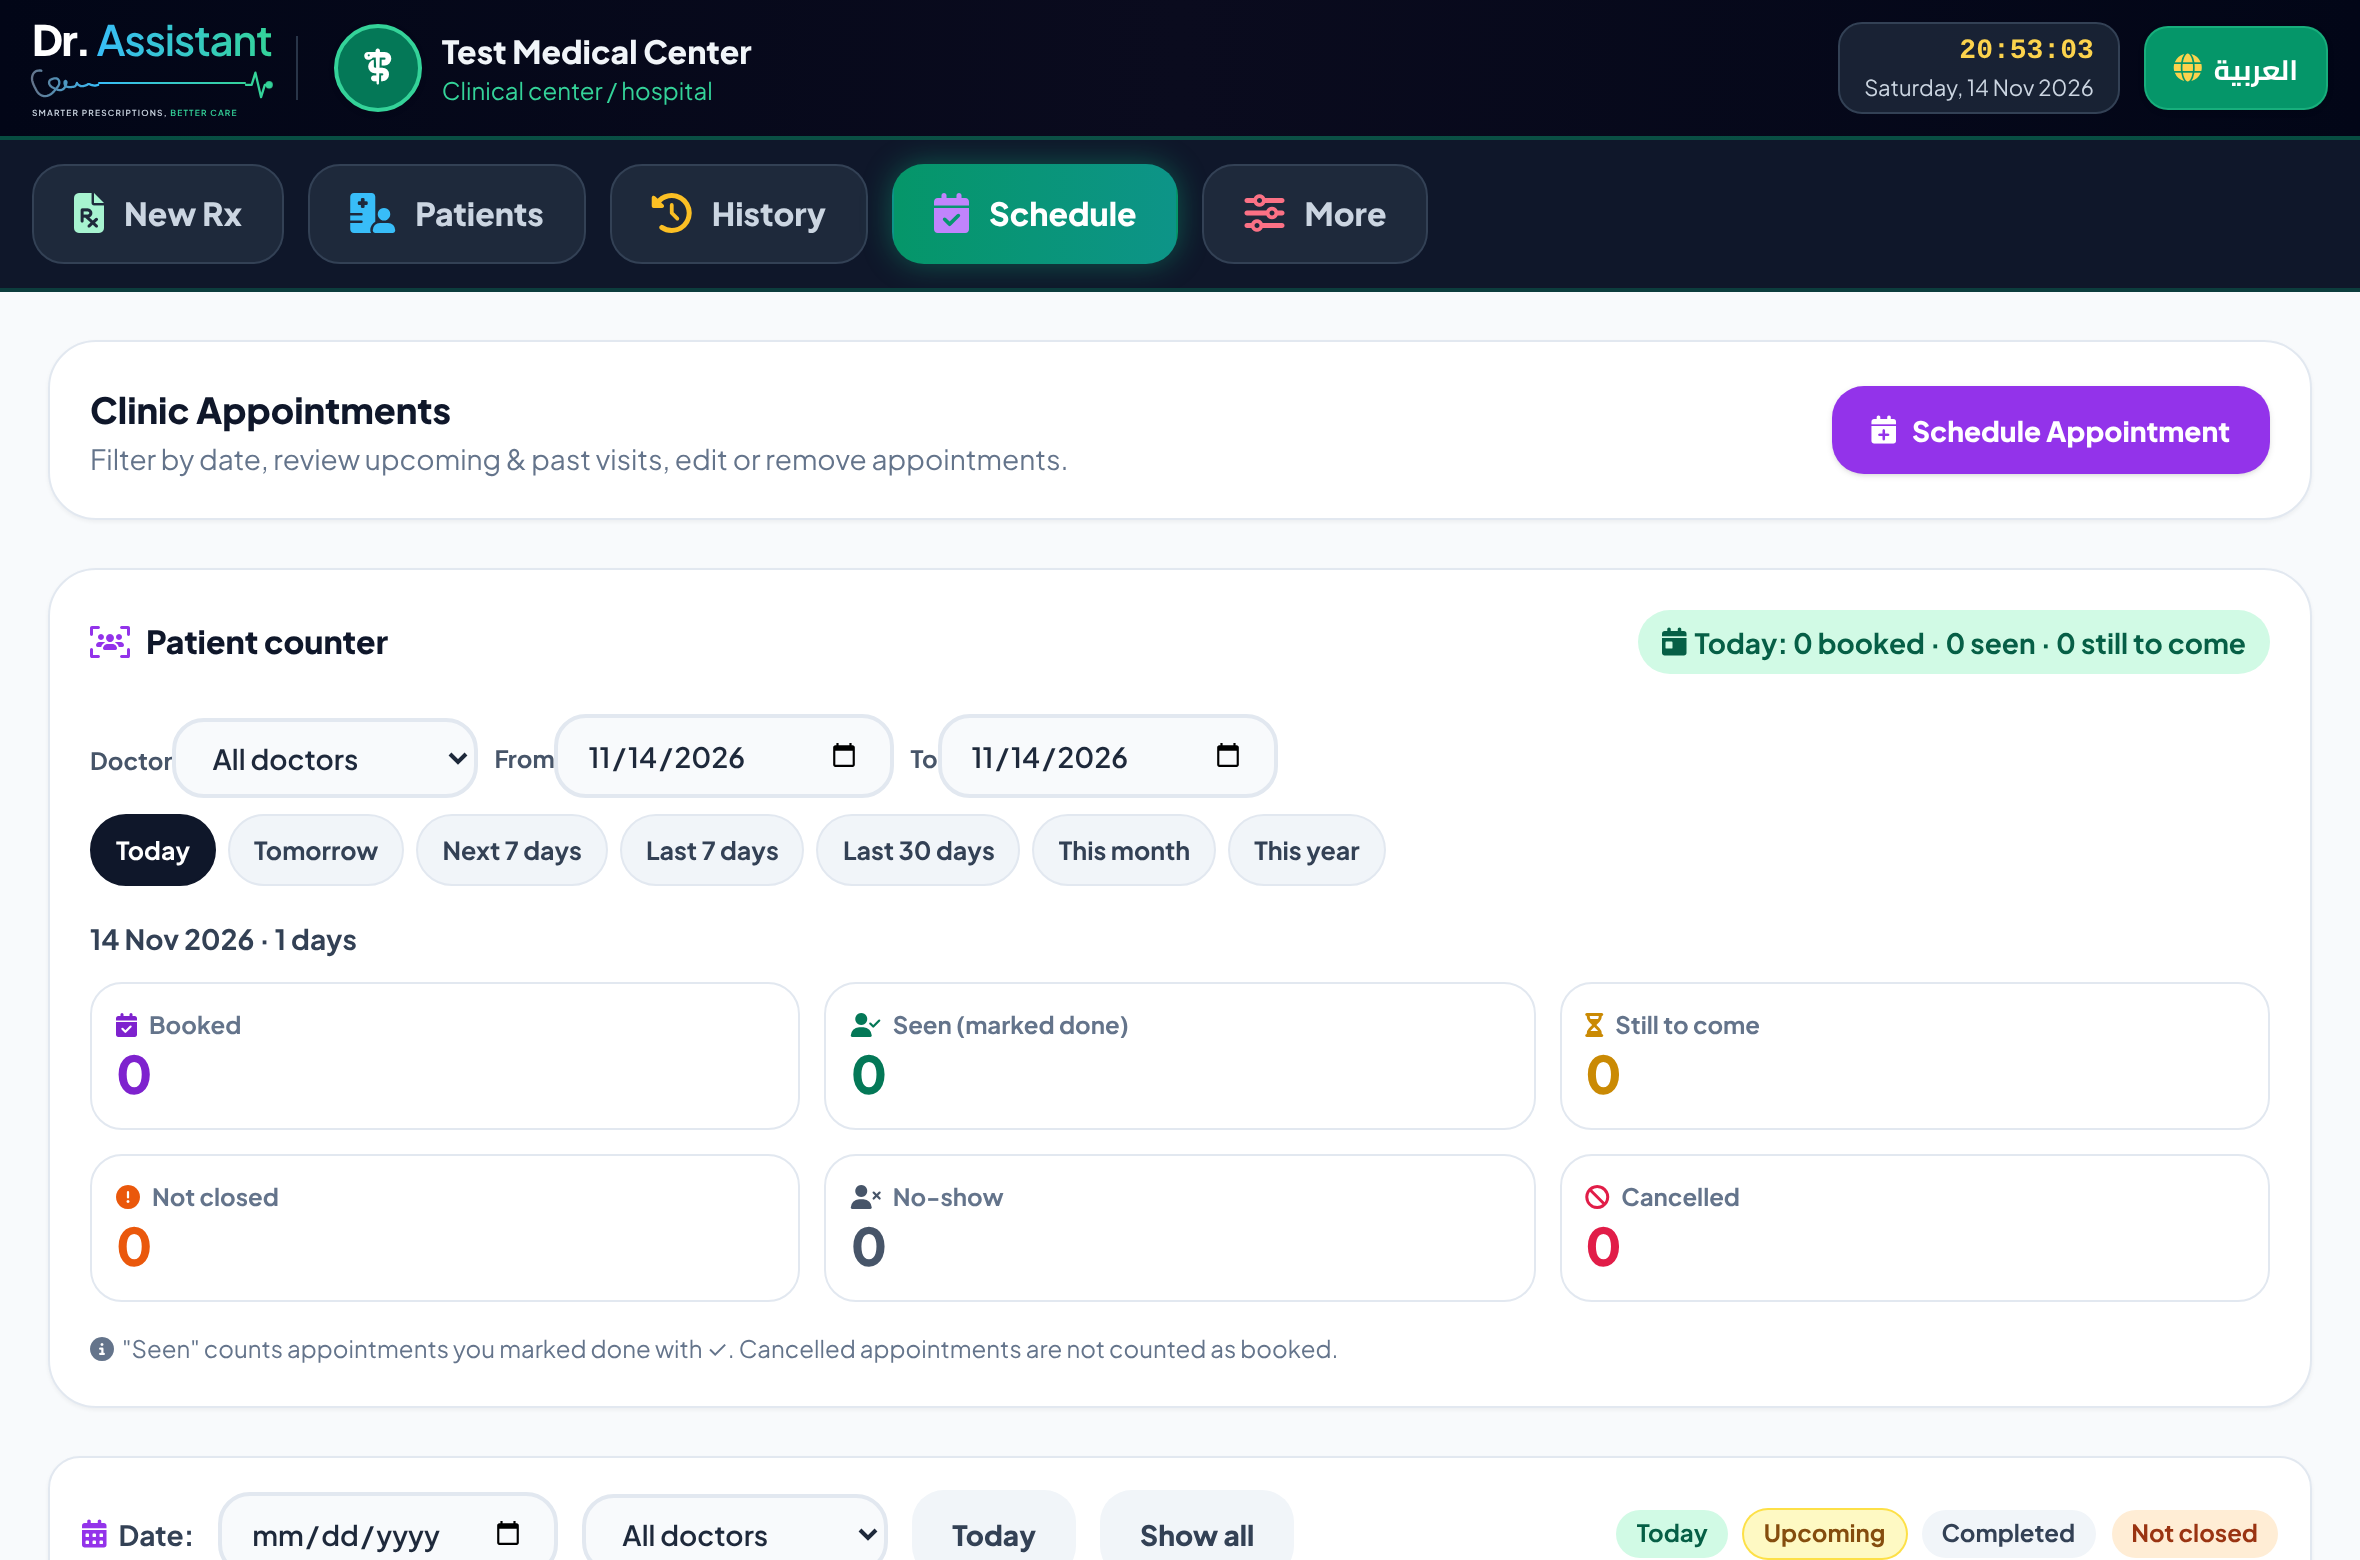 Dr. Assistant
SMARTER PRESCRIPTIONS, BETTER CARE
Test Medical Center
Clinical center / hospital
20:53:03
Saturday, 14 Nov 2026
العربية
New Rx
Patients
History
Schedule
More
Clinic Appointments
Filter by date, review upcoming & past visits, edit or remove appointments.
Schedule Appointment
Patient counter
Today: 0 booked · 0 seen · 0 still to come
Doctor All doctors From 11/14/2026 To 11/14/2026
Today Tomorrow Next 7 days Last 7 days Last 30 days This month This year
14 Nov 2026 · 1 days
Booked
0
Seen (marked done)
0
Still to come
0
Not closed
0
No-show
0
Cancelled
0
"Seen" counts appointments you marked done with ✓. Cancelled appointments are not counted as booked.
Date: mm/dd/yyyy All doctors Today Show all
Today Upcoming Completed Not closed